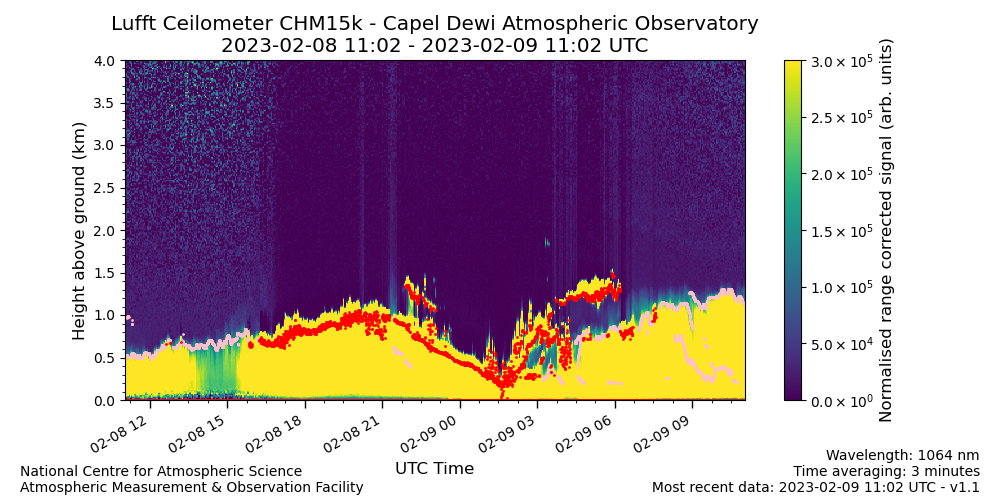 Lufft Ceilometer CHM15k - Capel Dewi Atmospheric Observatory
2023-02-08 11:02 - 2023-02-09 11:02 UTC
Height above ground (km)
4.0
3.5
3.0
2.5
2.0
1.5
1.0
0.5
0.0
02-08 12
02-08 15
02-08 18
02-08 21
02-09 00
02-09 03
02-09 06
02-09 09
UTC Time
3.0 × 10⁵
2.5 × 10⁵
2.0 × 10⁵
1.5 × 10⁵
1.0 × 10⁵
5.0 × 10⁴
0.0 × 10⁰
Normalised range corrected signal (arb. units)
National Centre for Atmospheric Science
Atmospheric Measurement & Observation Facility
Wavelength: 1064 nm
Time averaging: 3 minutes
Most recent data: 2023-02-09 11:02 UTC - v1.1